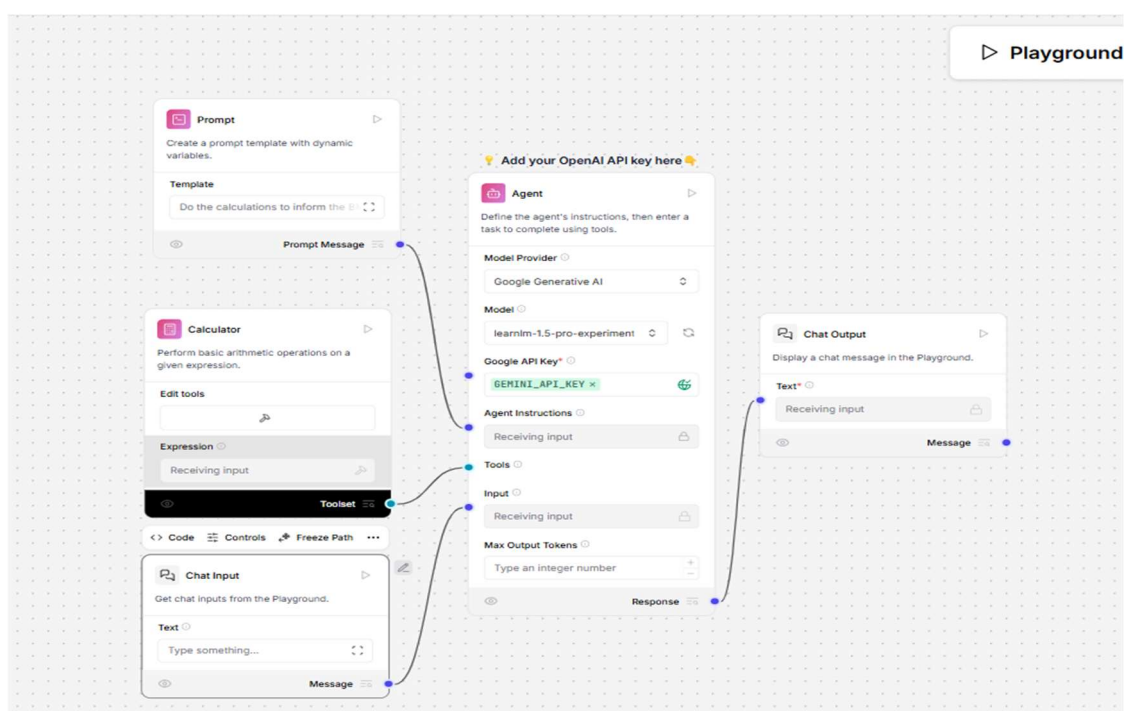 Playground
Prompt
Create a prompt template with dynamic
variables.
Template
Do the calculations to inform the
Prompt Message
Calculator
Perform basic arithmetic operations on a
given expression.
Edit tools
Expression
Receiving input
Toolset
Code Controls Freeze Path
Chat Input
Get chat inputs from the Playground.
Text
Type something...
Message
Add your OpenAI API key here
Agent
Define the agent's instructions, then enter a
task to complete using tools.
Model Provider
Google Generative AI
Model
learnlm-1.5-pro-experiment
Google API Key*
GEMINI_API_KEY ×
Agent Instructions
Receiving input
Tools
Input
Receiving input
Max Output Tokens
Type an integer number
Response
Chat Output
Display a chat message in the Playground.
Text*
Receiving input
Message